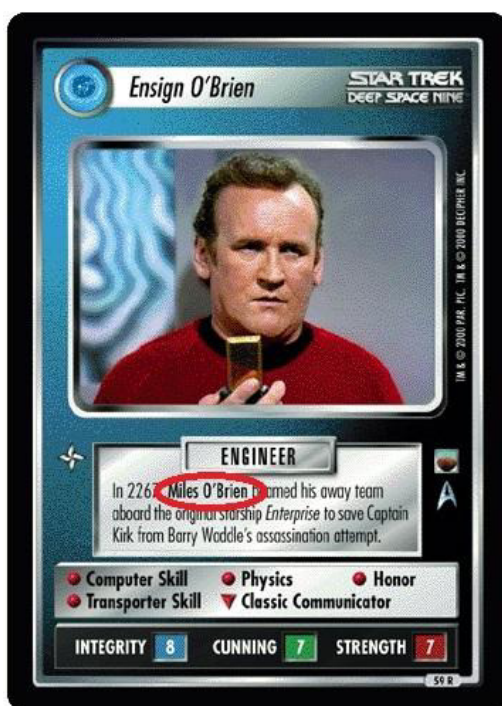 Ensign O'Brien
STAR TREK
DEEP SPACE NINE
TM & © 2000 PAR. PIC. TM & © 2000 DECIPHER INC.
ENGINEER
In 2267 Miles O'Brien beamed his away team
aboard the original starship Enterprise to save Captain
Kirk from Barry Waddle's assassination attempt.
Computer Skill Physics Honor
Transporter Skill Classic Communicator
INTEGRITY 8 CUNNING 7 STRENGTH 7
59 R